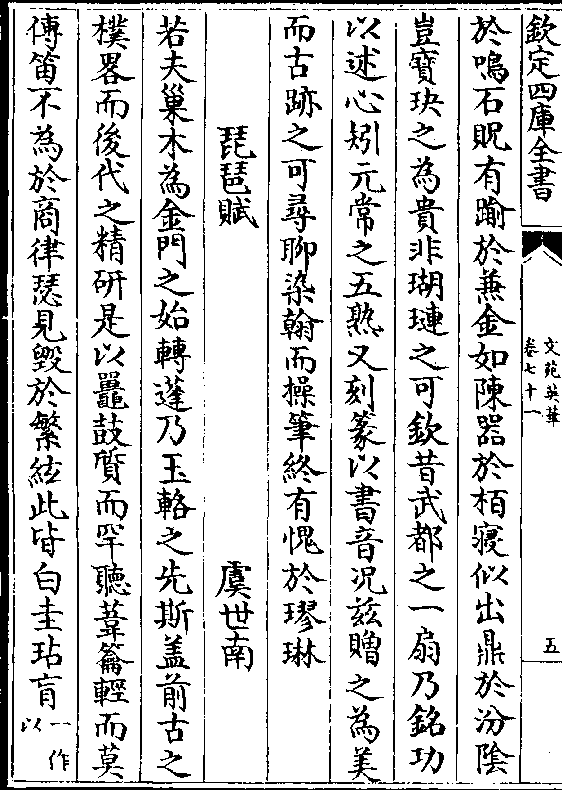 欽定四庫全書
文苑英華
卷七十一
五
於嗚石貺有踰於兼金如陳器於栢寢似出鼎於汾陰
豈寶玦之為貴非瑚璉之可欽昔武都之一扇乃銘功
以述心矧元常之五熟又刻篆以書音況兹贈之為美
而古跡之可尋聊染翰而操筆終有愧於璆琳
琵琶賦 虞世南
若夫巢木為金門之始轉蓬乃玉輅之先斯盖前古之
樸畧而後代之精研是以鼉鼓質而罕聽葦籥輕而莫
傳笛不為於商律瑟見毀於繁絃此皆白圭玷肓一作以